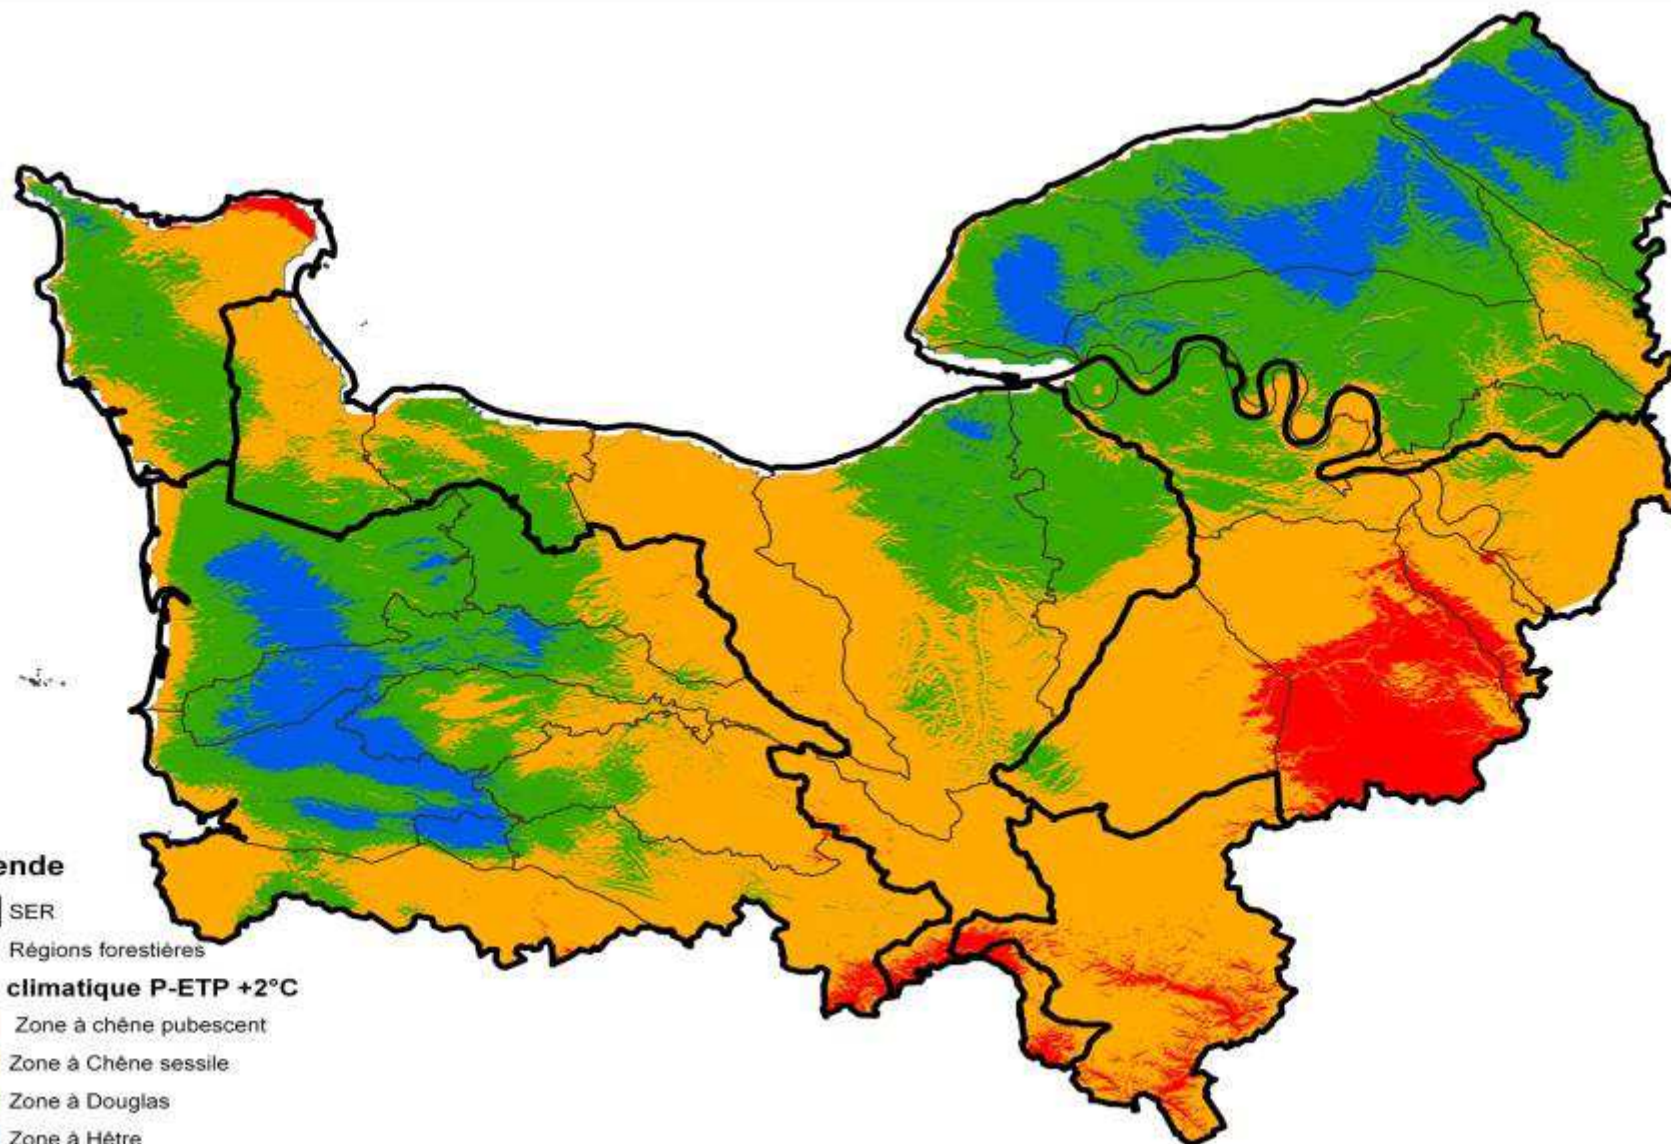 ende
SER
Régions forestières
climatique P-ETP +2°C
Zone à chêne pubescent
Zone à Chêne sessile
Zone à Douglas
Zone à Hêtre